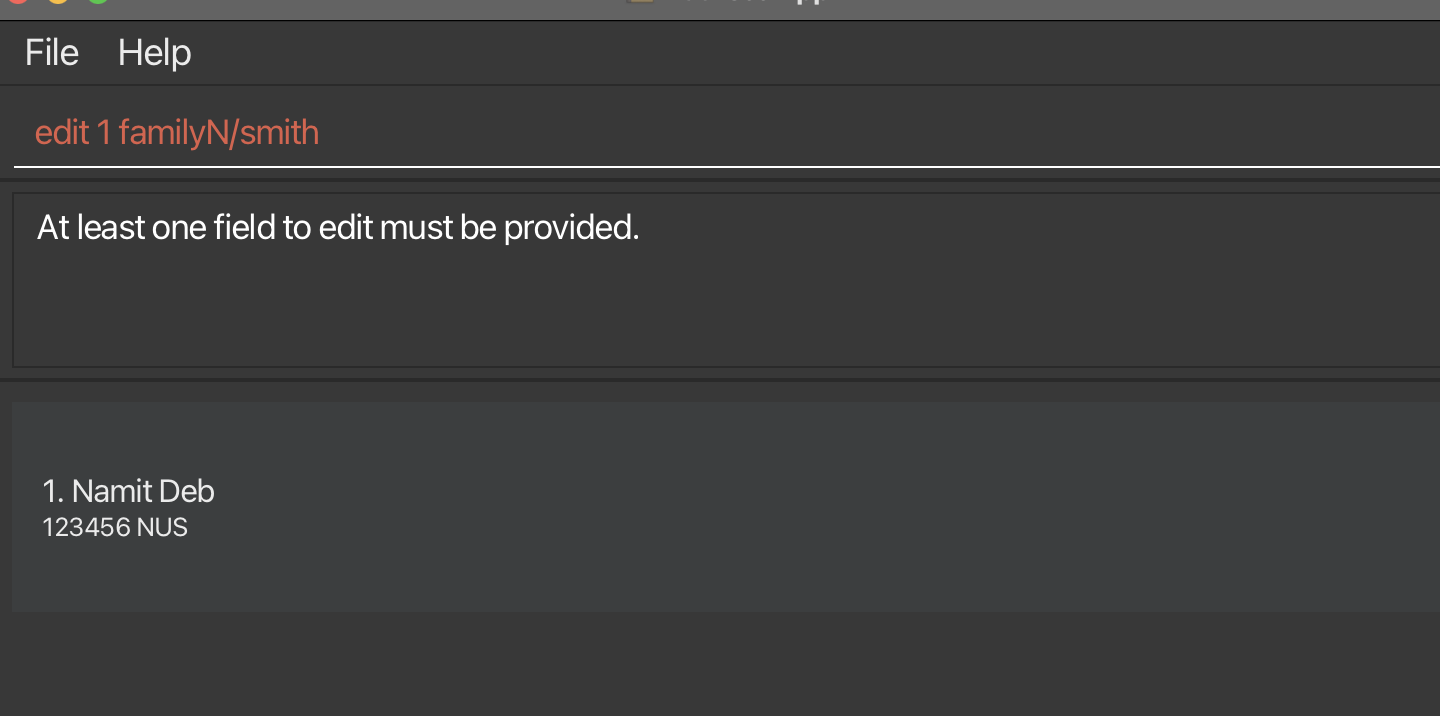 File Help
edit 1 familyN/smith
At least one field to edit must be provided.
1. Namit Deb
123456 NUS